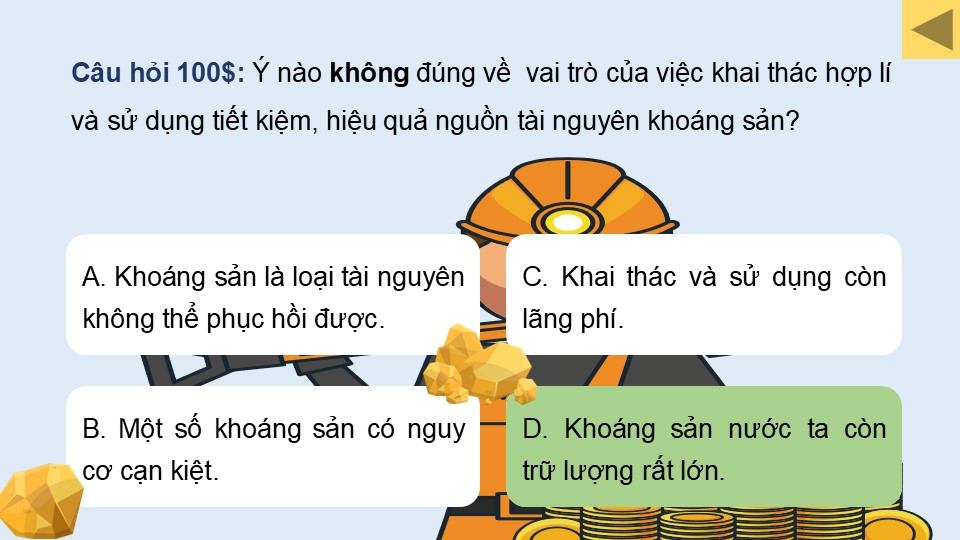 Câu hỏi 100$: Ý nào không đúng về vai trò của việc khai thác hợp lí
và sử dụng tiết kiệm, hiệu quả nguồn tài nguyên khoáng sản?
A. Khoáng sản là loại tài nguyên
không thể phục hồi được.
C. Khai thác và sử dụng còn
lãng phí.
B. Một số khoáng sản có nguy
cơ cạn kiệt.
D. Khoáng sản nước ta còn
trữ lượng rất lớn.